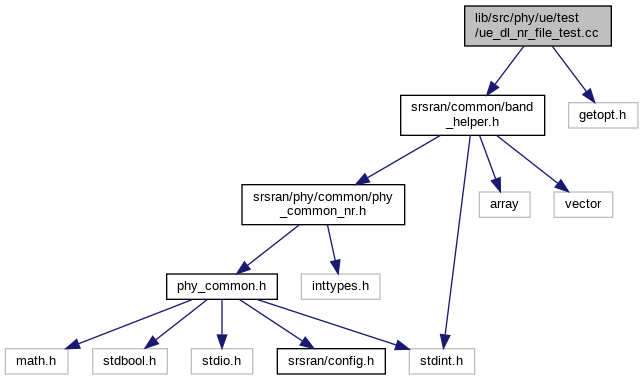 lib/src/phy/ue/test
/ue_dl_nr_file_test.cc
srsran/common/band
_helper.h
getopt.h
srsran/phy/common/phy
_common_nr.h
array
vector
phy_common.h
inttypes.h
math.h
stdbool.h
stdio.h
srsran/config.h
stdint.h